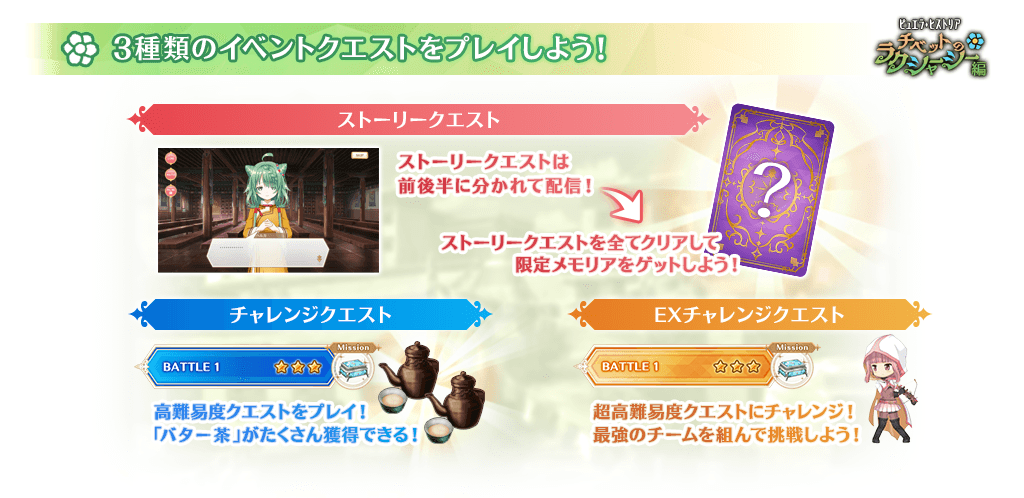 3種類のイベントクエストをプレイしよう!
ピュエラ・ヒストリア
チベットの
ラクシャーシー編
ストーリークエスト
ストーリークエストは
前後半に分かれて配信!
ストーリークエストを全てクリアして
限定メモリアをゲットしよう!
?
チャレンジクエスト
Mission
BATTLE 1
高難易度クエストをプレイ!
「バター茶」がたくさん獲得できる!
EXチャレンジクエスト
Mission
BATTLE 1
超高難易度クエストにチャレンジ!
最強のチームを組んで挑戦しよう!